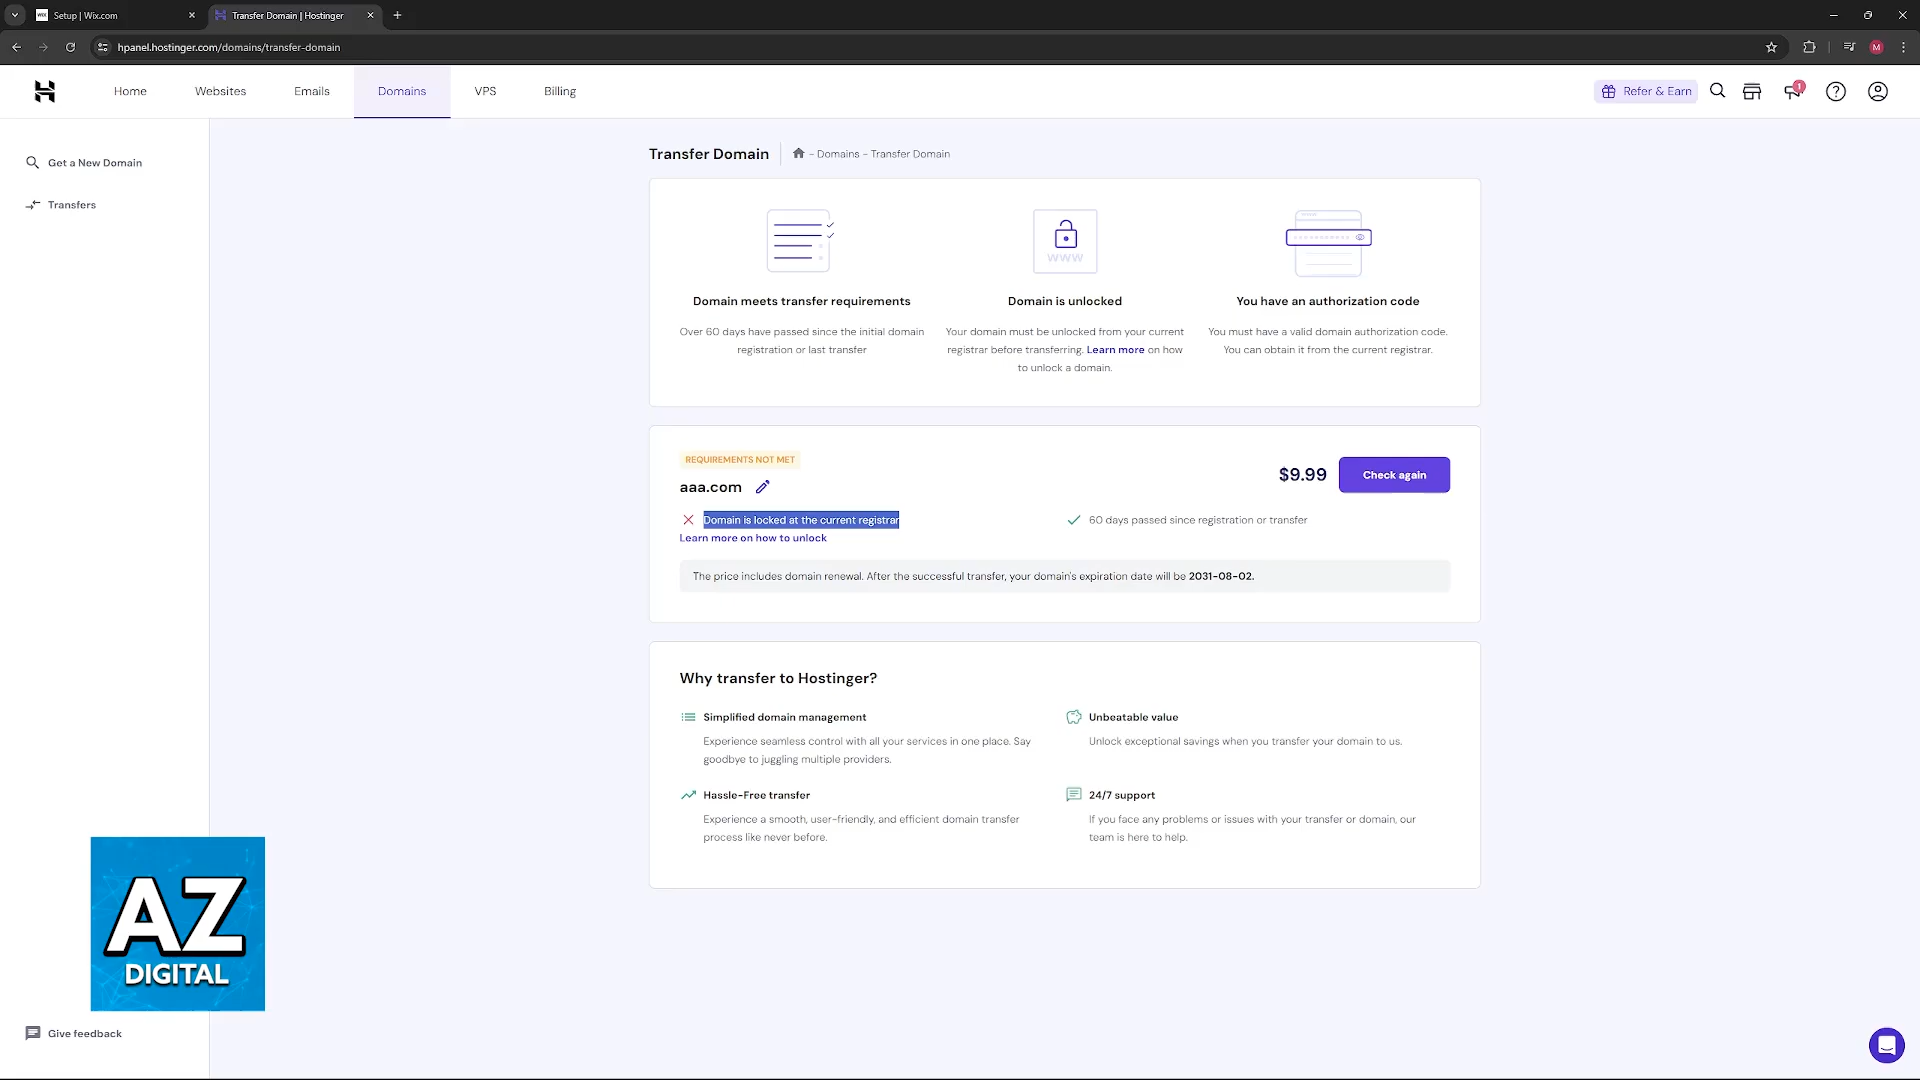 Setup | Wix.com
Transfer Domain | Hostinger
hpanel.hostinger.com/domains/transfer-domain
M
Home
Websites
Emails
Domains
VPS
Billing
Refer & Earn
1
Get a New Domain
Transfers
Transfer Domain
- Domains - Transfer Domain
www
Domain meets transfer requirements
Over 60 days have passed since the initial domain
registration or last transfer
Domain is unlocked
Your domain must be unlocked from your current
registrar before transferring. Learn more on how
to unlock a domain.
You have an authorization code
You must have a valid domain authorization code.
You can obtain it from the current registrar.
REQUIREMENTS NOT MET
aaa.com
$9.99
Check again
Domain is locked at the current registrar
Learn more on how to unlock
60 days passed since registration or transfer
The price includes domain renewal. After the successful transfer, your domain's expiration date will be 2031-08-02.
Why transfer to Hostinger?
Simplified domain management
Experience seamless control with all your services in one place. Say
goodbye to juggling multiple providers.
Unbeatable value
Unlock exceptional savings when you transfer your domain to us.
Hassle-Free transfer
Experience a smooth, user-friendly, and efficient domain transfer
process like never before.
24/7 support
If you face any problems or issues with your transfer or domain, our
team is here to help.
AZ
DIGITAL
Give feedback